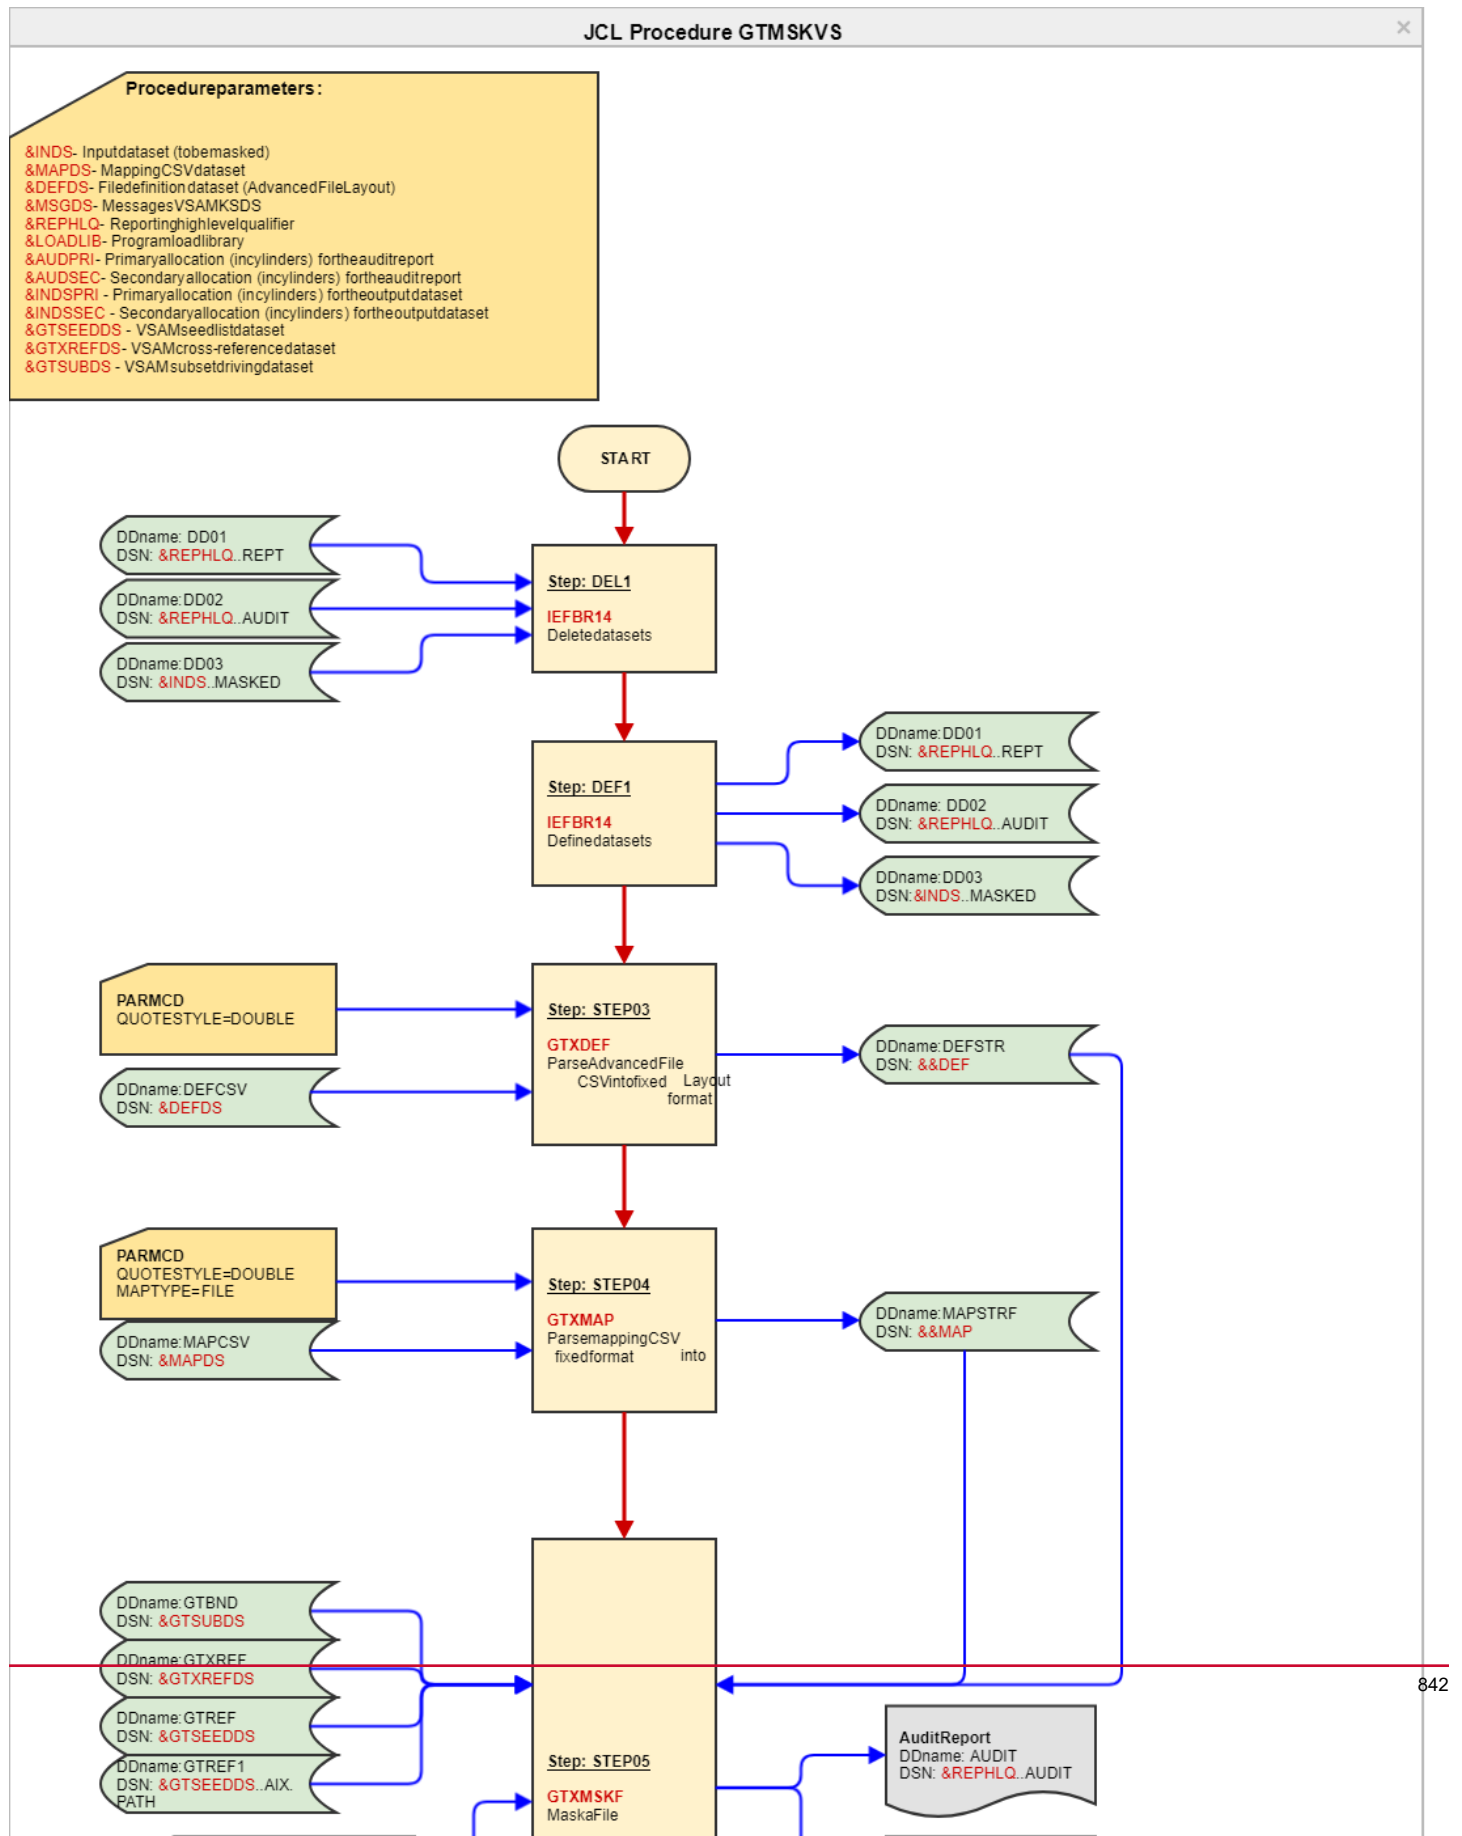 JCL Procedure GTMSKVS
×
Procedureparameters:
&INDS- Inputdataset (tobemasked)
&MAPDS- MappingCSVdataset
&DEFDS- Filedefinitiondataset (AdvancedFileLayout)
&MSGDS- MessagesVSAMKSDS
&REPHLQ- Reportinghighlevelqualifier
&LOADLIB- Programloadlibrary
&AUDPRI- Primaryallocation (incylinders) fortheauditreport
&AUDSEC- Secondaryallocation (incylinders) fortheauditreport
&INDSPRI - Primaryallocation (incylinders) fortheoutputdataset
&INDSSEC - Secondaryallocation (incylinders) fortheoutputdataset
&GTSEEDDS - VSAMseedlistdataset
&GTXREFDS- VSAMcross-referencedataset
&GTSUBDS - VSAMsubsetdrivingdataset
START
DDname: DD01
DSN: &REPHLQ..REPT
DDname:DD02
DSN: &REPHLQ..AUDIT
DDname:DD03
DSN: &INDS..MASKED
Step: DEL1
IEFBR14
Deletedatasets
Step: DEF1
IEFBR14
Definedatasets
DDname:DD01
DSN: &REPHLQ..REPT
DDname: DD02
DSN: &REPHLQ..AUDIT
DDname:DD03
DSN:&INDS..MASKED
PARMCD
QUOTESTYLE=DOUBLE
DDname:DEFCSV
DSN: &DEFDS
Step: STEP03
GTXDEF
ParseAdvancedFile
CSVintofixed Layout
format
DDname:DEFSTR
DSN: &&DEF
PARMCD
QUOTESTYLE=DOUBLE
MAPTYPE=FILE
DDname:MAPCSV
DSN: &MAPDS
Step: STEP04
GTXMAP
ParsemappingCSV
fixedformat into
DDname:MAPSTRF
DSN: &&MAP
DDname:GTBND
DSN: &GTSUBDS
DDname:GTXREF
DSN: &GTXREFDS
DDname:GTREF
DSN: &GTSEEDDS
DDname:GTREF1
DSN: &GTSEEDDS..AIX.
PATH
842
Step: STEP05
GTXMSKF
MaskaFile
AuditReport
DDname: AUDIT
DSN: &REPHLQ..AUDIT